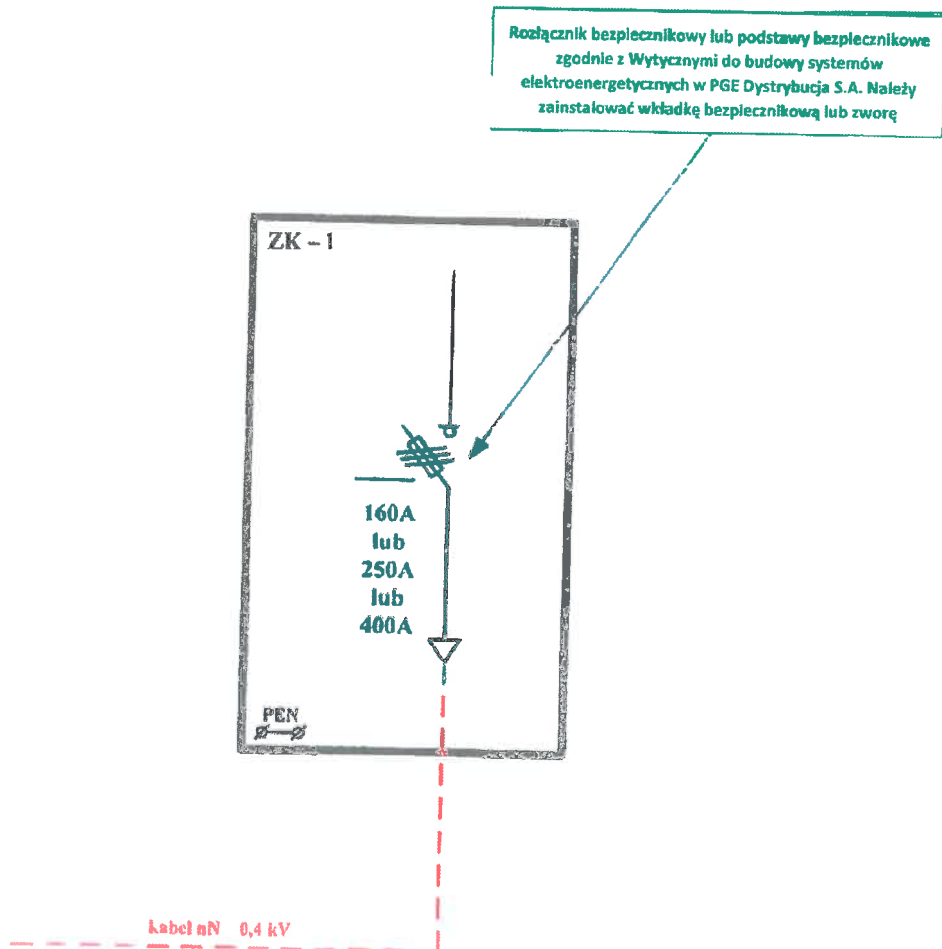 Rozłącznik bezpiecznikowy lub podstawy bezpiecznikowe
zgodnie z Wytycznymi do budowy systemów
elektroenergetycznych w PGE Dystrybucja S.A. Należy
zainstalować wkładkę bezpiecznikową lub zworę
ZK – 1
160A
lub
250A
lub
400A
PEN
kabel nN 0,4 kV